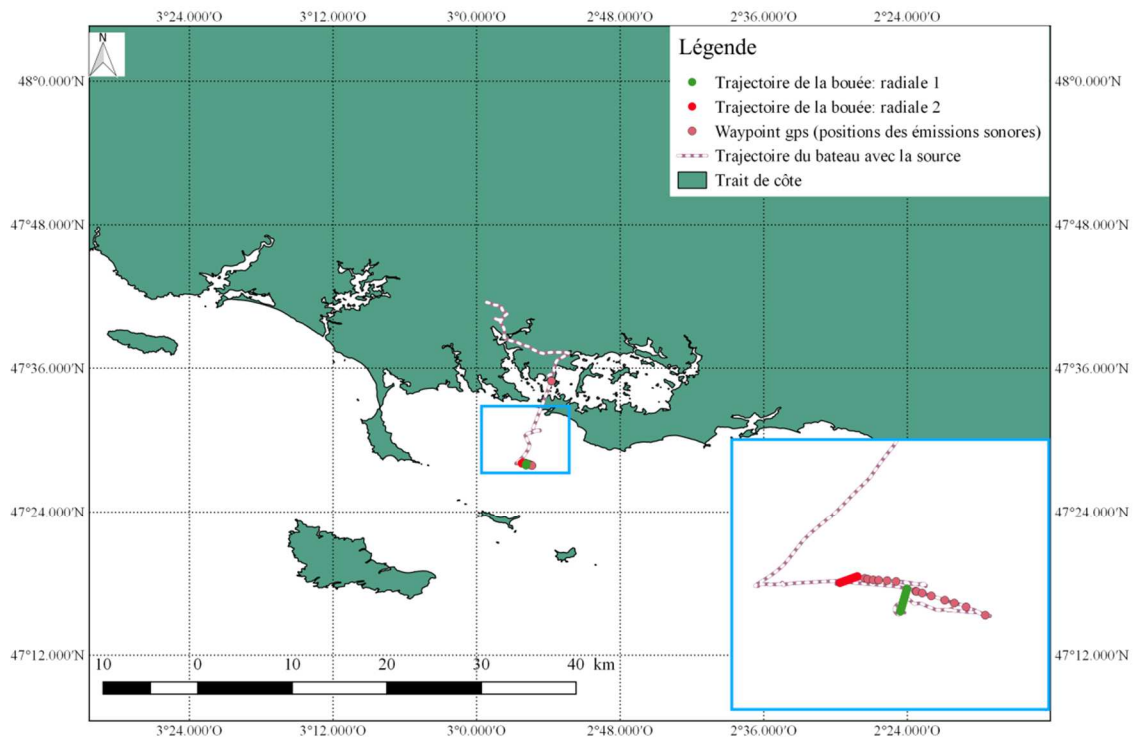 3°24.000'O 3°12.000'O 3°0.000'O 2°48.000'O 2°36.000'O 2°24.000'O
N
Légende
48°0.000'N 48°0.000'N
Trajectoire de la bouée: radiale 1
Trajectoire de la bouée: radiale 2
Waypoint gps (positions des émissions sonores)
Trajectoire du bateau avec la source
Trait de côte
47°48.000'N 47°48.000'N
47°36.000'N 47°36.000'N
47°24.000'N 47°24.000'N
47°12.000'N 47°12.000'N
10 0 10 20 30 40 km
3°24.000'O 3°12.000'O 3°0.000'O 2°48.000'O 2°36.000'O 2°24.000'O